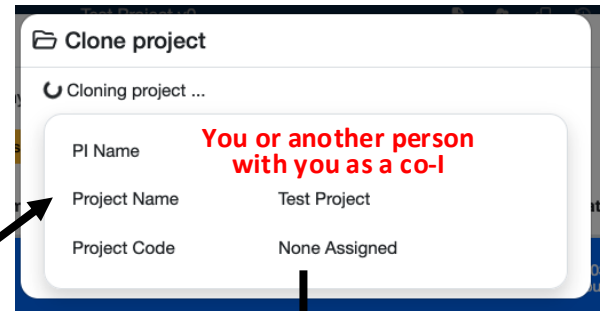 Test Project v0
Clone project
Cloning project ...
PI Name
You or another person
with you as a co-I
Project Name Test Project
Project Code None Assigned